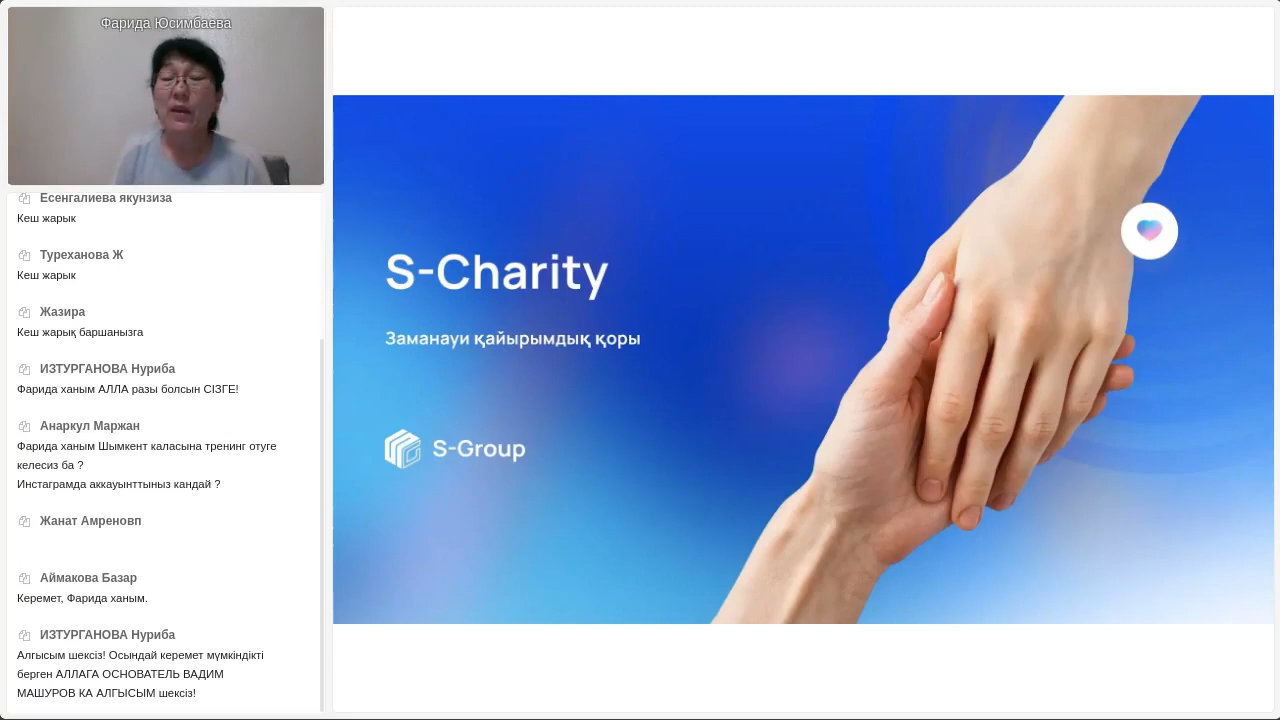 Фарида Юсимбаева
Есенгалиева якунзиза
Кеш жарык
Туреханова Ж
Кеш жарык
Жазира
Кеш жарық баршанызга
ИЗТУРГАНОВА Нуриба
Фарида ханым АЛЛА разы болсын СІЗГЕ!
Анаркул Маржан
Фарида ханым Шымкент каласына тренинг отуге
келесиз ба ?
Инстаграмда аккауынттыныз кандай ?
Жанат Амреновп
Аймакова Базар
Керемет, Фарида ханым.
ИЗТУРГАНОВА Нуриба
Алгысым шексіз! Осындай керемет мүмкіндікті
берген АЛЛАГА ОСНОВАТЕЛЬ ВАДИМ
МАШУРОВ КА АЛГЫСЫМ шексіз!
S-Charity
Заманауи қайырымдық қоры
S-Group